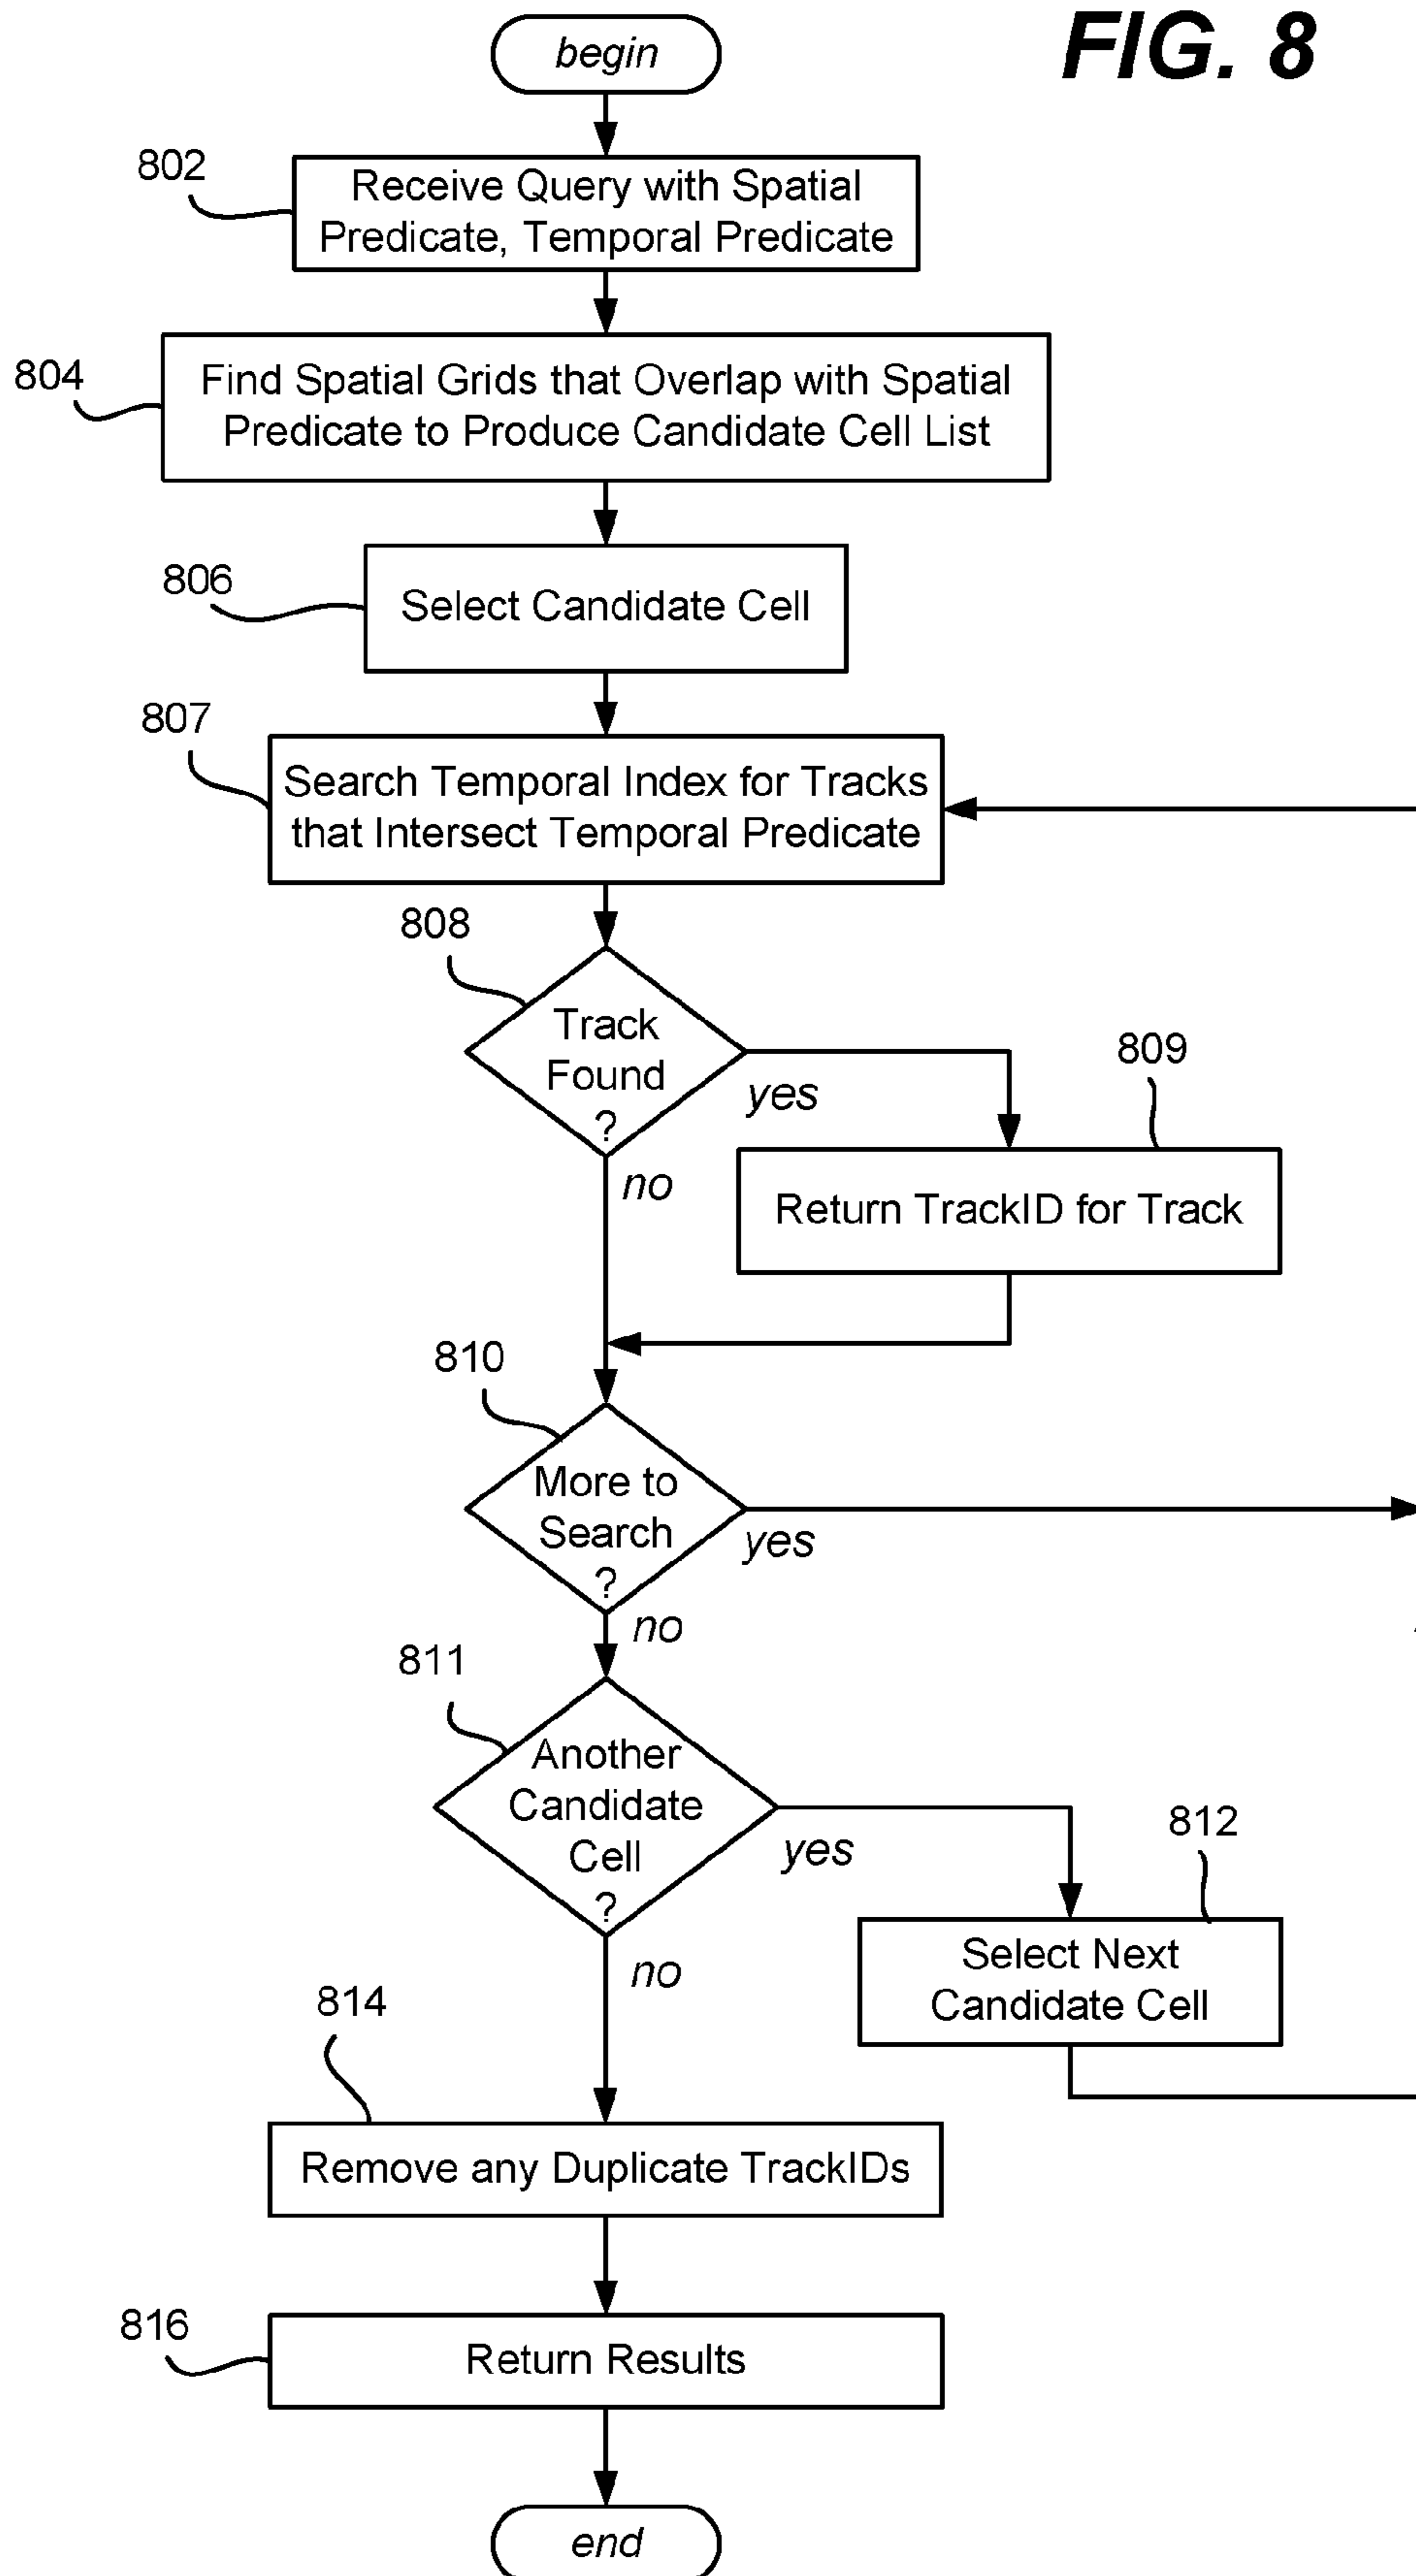 FIG. 8
begin
802
Receive Query with Spatial
Predicate, Temporal Predicate
804
Find Spatial Grids that Overlap with Spatial
Predicate to Produce Candidate Cell List
806
Select Candidate Cell
807
Search Temporal Index for Tracks
that Intersect Temporal Predicate
808
Track
Found
?
yes
no
809
Return TrackID for Track
810
More to
Search
?
yes
no
811
Another
Candidate
Cell
?
yes
no
812
Select Next
Candidate Cell
814
Remove any Duplicate TrackIDs
816
Return Results
end